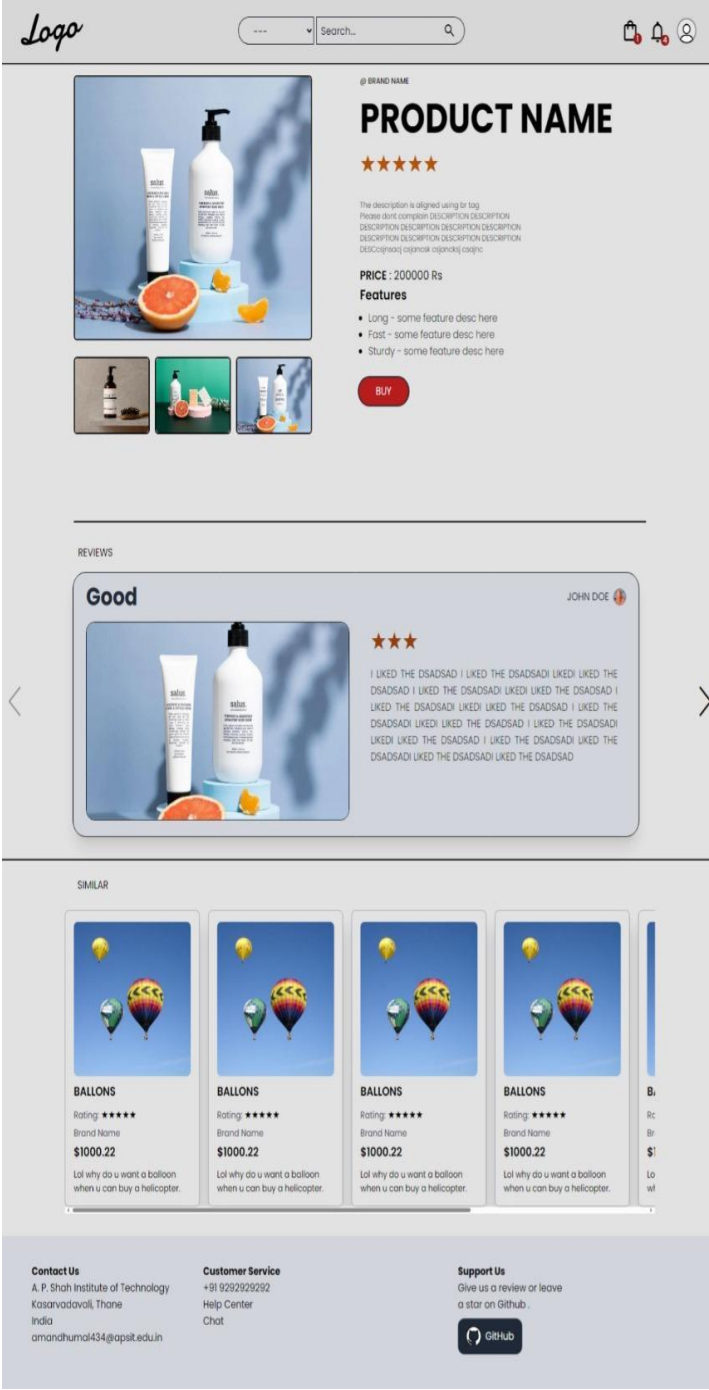 Logo
---
Search...
1
4
@ BRAND NAME
PRODUCT NAME
★★★★★
The description is aligned using br tag
Please dont complain DESCRIPTION DESCRIPTION
DESCRIPTION DESCRIPTION DESCRIPTION DESCRIPTION
DESCRIPTION DESCRIPTION DESCRIPTION DESCRIPTION
PRICE : 200000 Rs
Features
• Long - some feature desc here
• Fast - some feature desc here
• Sturdy - some feature desc here
BUY
salus.
salus.
REVIEWS
Good
JOHN DOE
★★★
salus.
salus.
I LIKED THE DSADSAD I LIKED THE DSADSADI LIKEDI LIKED THE
DSADSAD I LIKED THE DSADSADI LIKEDI LIKED THE DSADSAD I
LIKED THE DSADSADI LIKEDI LIKED THE DSADSAD I LIKED THE
DSADSADI LIKEDI LIKED THE DSADSAD I LIKED THE DSADSADI
LIKEDI LIKED THE DSADSAD I LIKED THE DSADSADI LIKED THE
DSADSADI LIKED THE DSADSADI LIKED THE DSADSAD
SIMILAR
BALLONS
Rating: ★★★★★
Brand Name
$1000.22
Lol why do u want a balloon
when u can buy a helicopter.
BALLONS
Rating: ★★★★★
Brand Name
$1000.22
Lol why do u want a balloon
when u can buy a helicopter.
BALLONS
Rating: ★★★★★
Brand Name
$1000.22
Lol why do u want a balloon
when u can buy a helicopter.
BALLONS
Rating: ★★★★★
Brand Name
$1000.22
Lol why do u want a balloon
when u can buy a helicopter.
Contact Us
A. P. Shah Institute of Technology
Kasarvadavali, Thane
India
amandhumal434@apsit.edu.in
Customer Service
+91 9292929292
Help Center
Chat
Support Us
Give us a review or leave
a star on Github .
GitHub